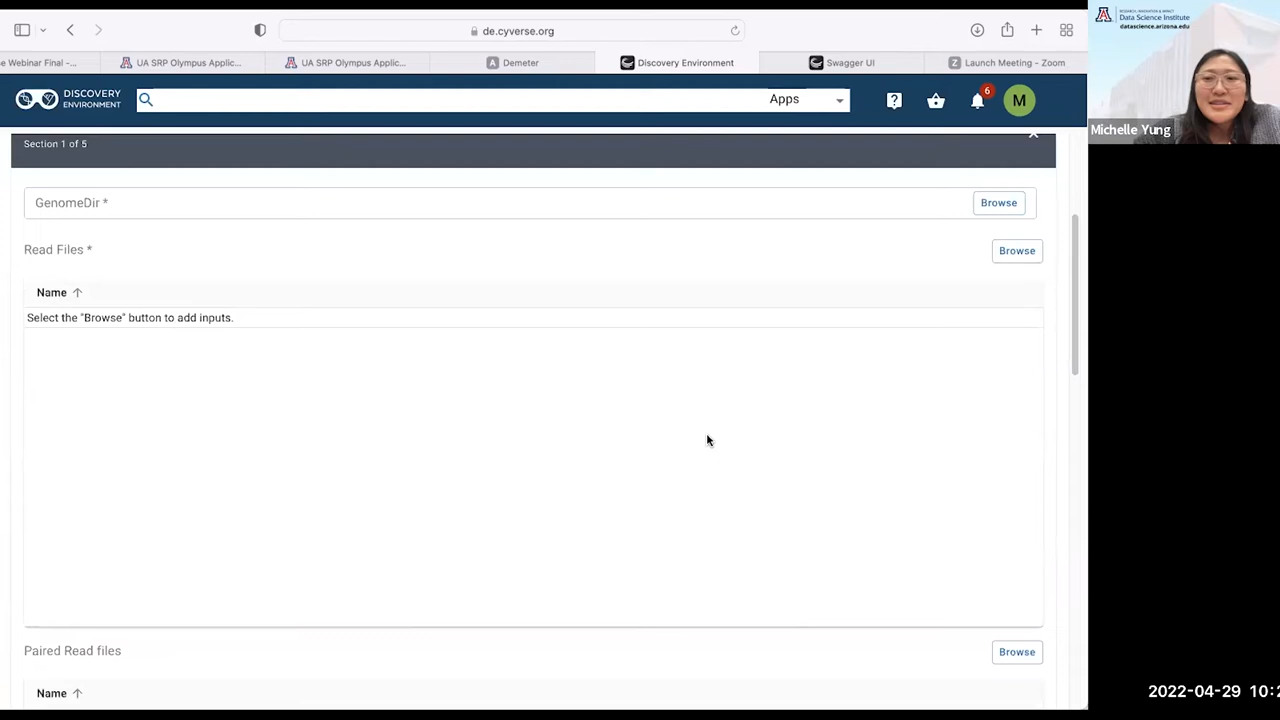 de.cyverse.org
e Webinar Final -...
UA SRP Olympus Applic...
UA SRP Olympus Applic...
Demeter
Discovery Environment
Swagger UI
Launch Meeting - Zoom
DISCOVERY
ENVIRONMENT
Apps
6
M
Section 1 of 5
GenomeDir *
Browse
Read Files *
Browse
Name
Select the "Browse" button to add inputs.
Paired Read files
Browse
Name
RESEARCH, INNOVATION & IMPACT
Data Science Institute
datascience.arizona.edu
Michelle Yung
2022-04-29 10:2